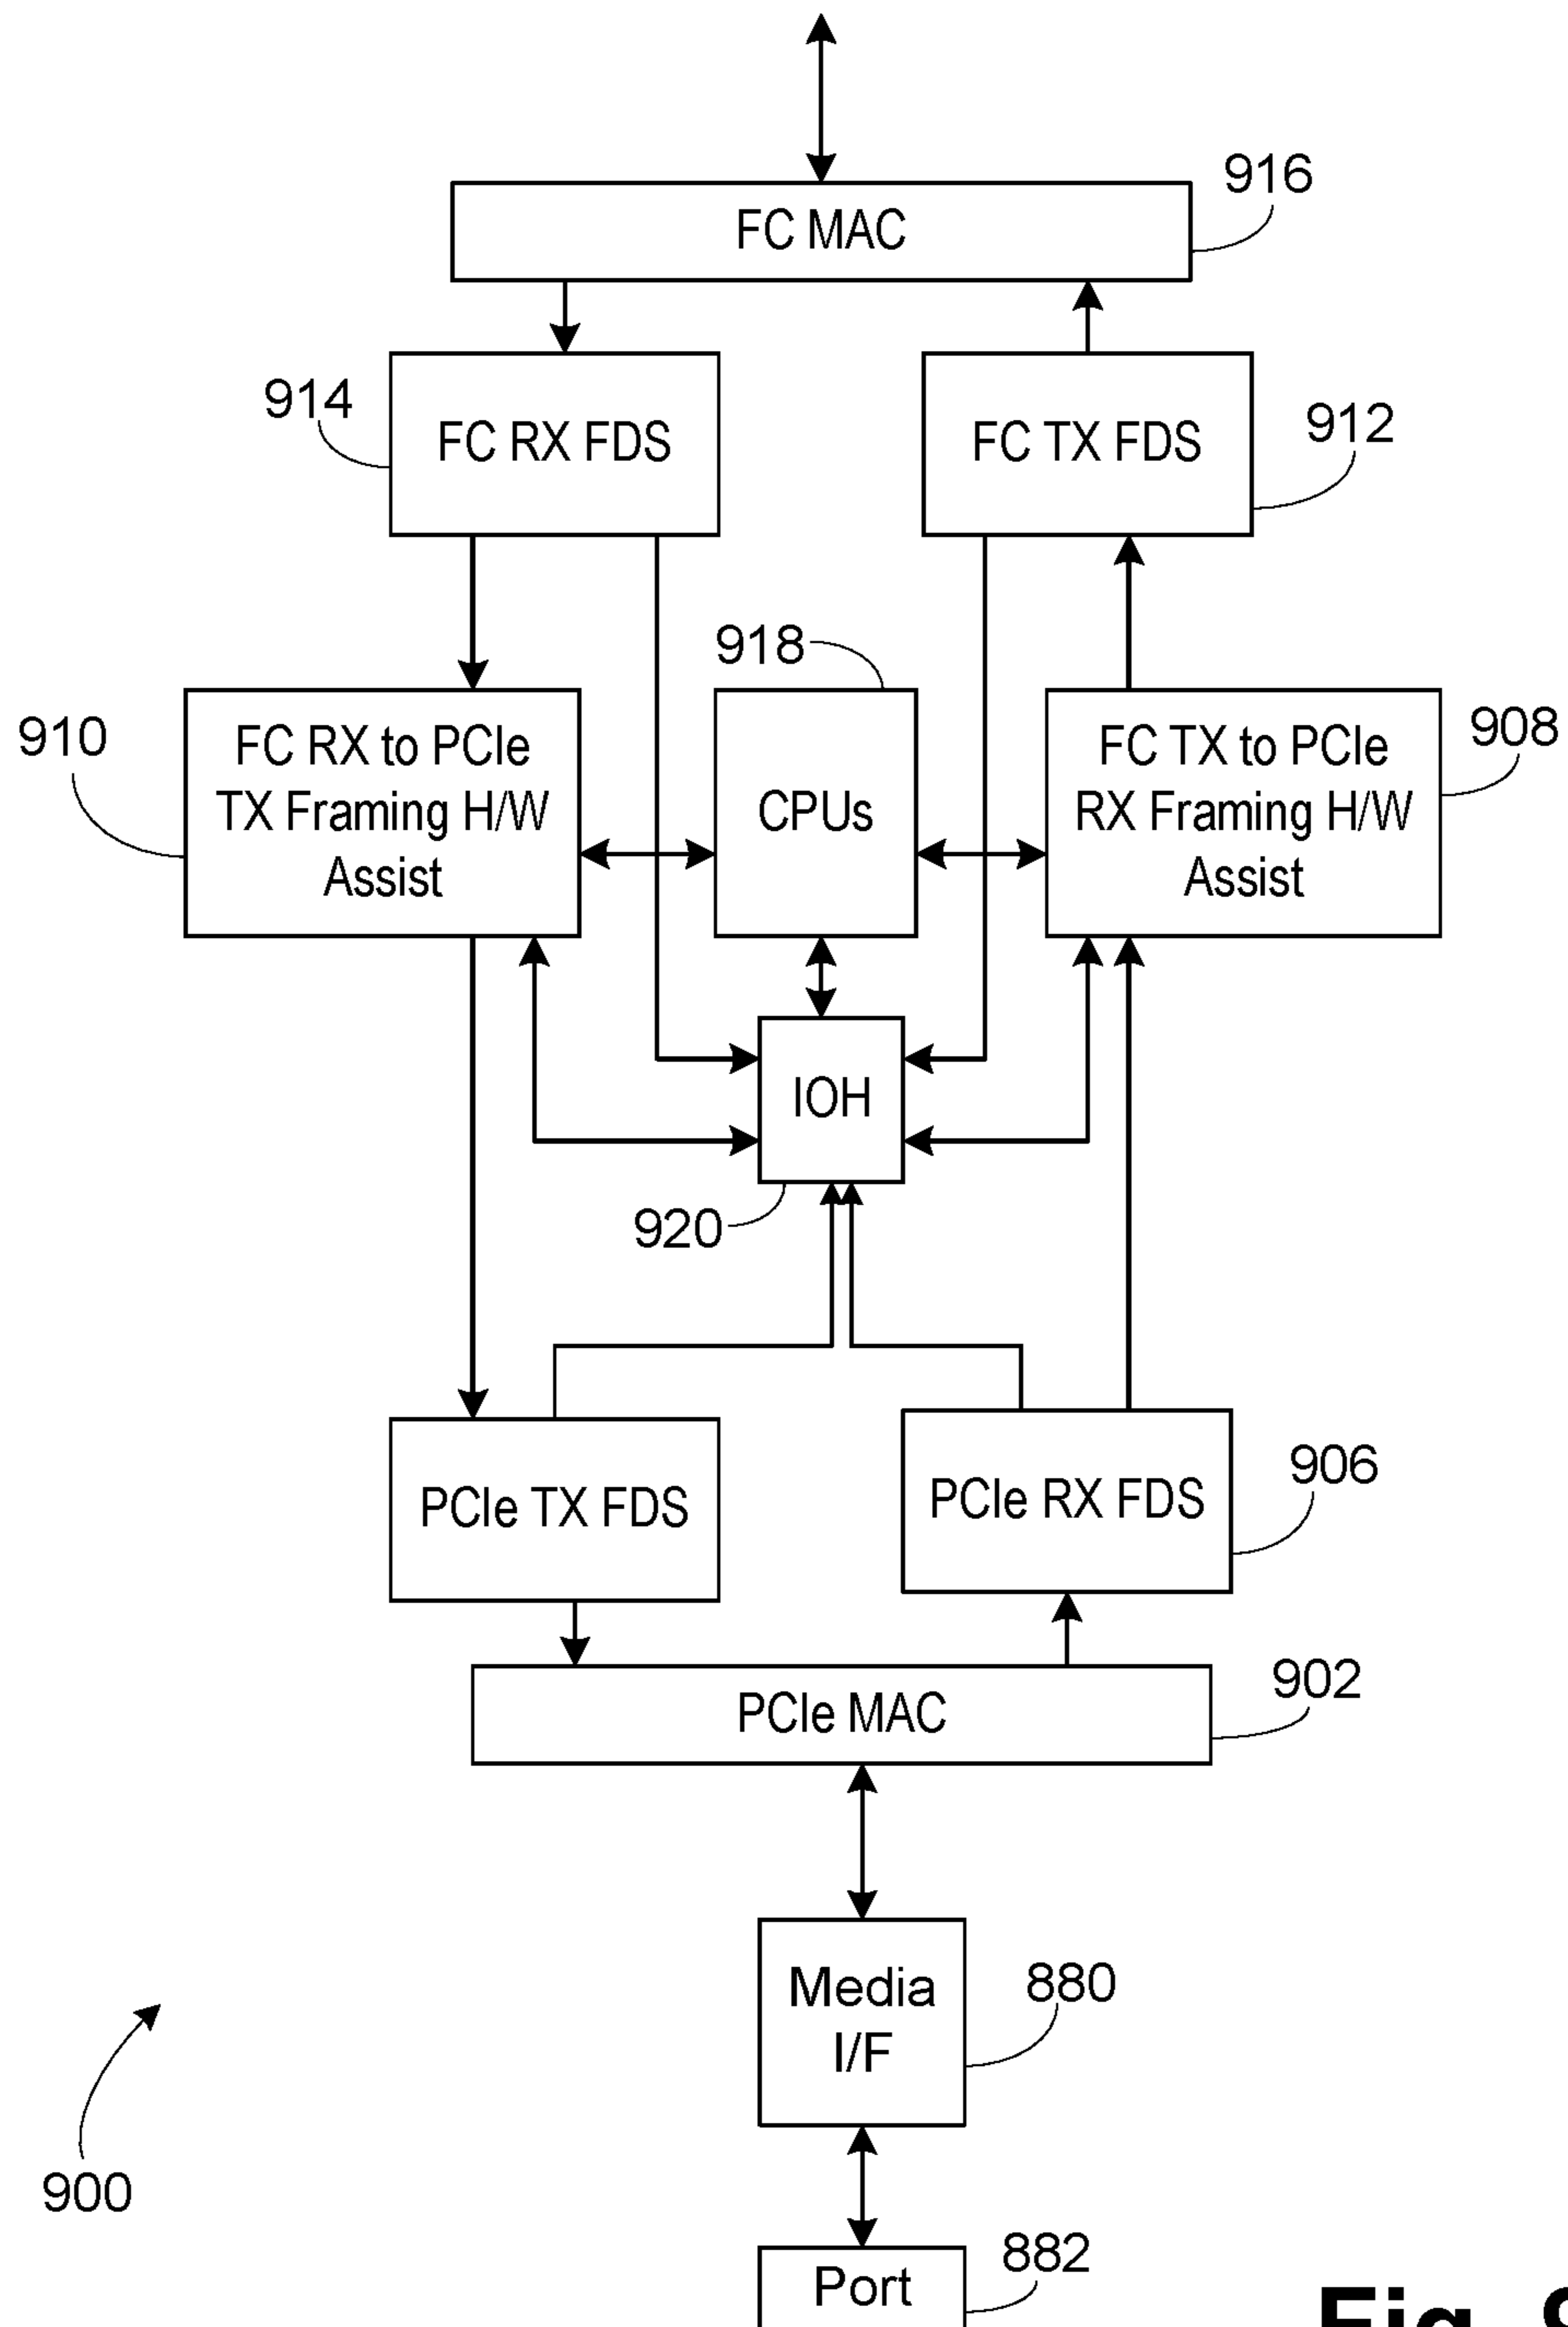 916
FC MAC
914
FC RX FDS
FC TX FDS
912
918
910
FC RX to PCIe
TX Framing H/W
Assist
CPUs
FC TX to PCIe
RX Framing H/W
Assist
908
IOH
920
PCIe TX FDS
PCIe RX FDS
906
902
PCIe MAC
Media
I/F
880
900
882
Port